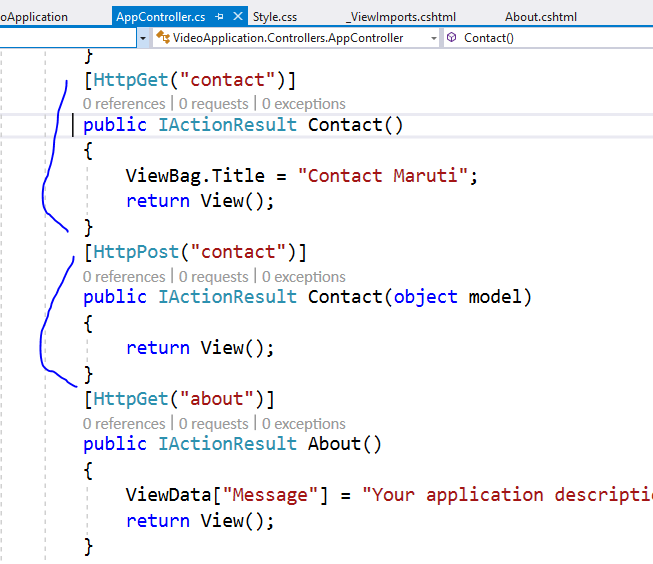 oApplication AppController.cs Style.css _ViewImports.cshtml About.cshtml
VideoApplication.Controllers.AppController Contact()
}
[HttpGet("contact")]
0 references | 0 requests | 0 exceptions
public IActionResult Contact()
{
ViewBag.Title = "Contact Maruti";
return View();
}
[HttpPost("contact")]
0 references | 0 requests | 0 exceptions
public IActionResult Contact(object model)
{
return View();
}
[HttpGet("about")]
0 references | 0 requests | 0 exceptions
public IActionResult About()
{
ViewData["Message"] = "Your application descripti
return View();
}